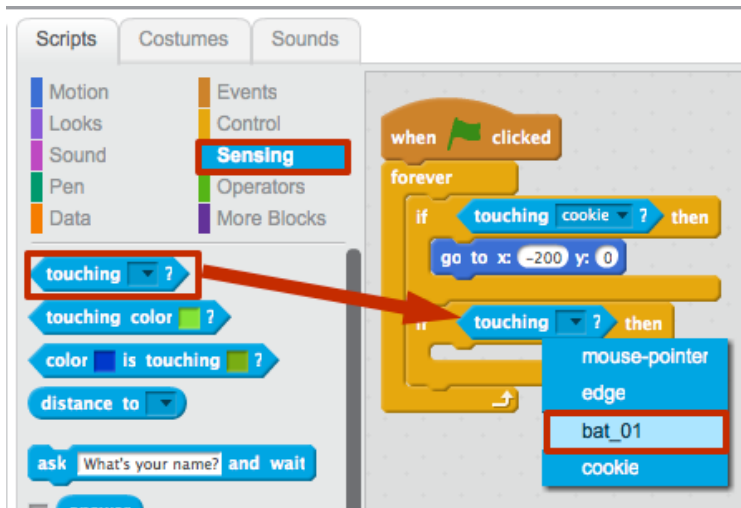 Scripts Costumes Sounds
Motion Events
Looks Control
Sound Sensing
Pen Operators
Data More Blocks
touching ?
touching color ?
color is touching ?
distance to
ask What's your name? and wait
when clicked
forever
if touching cookie ? then
go to x: -200 y: 0
if touching ? then
mouse-pointer
edge
bat_01
cookie